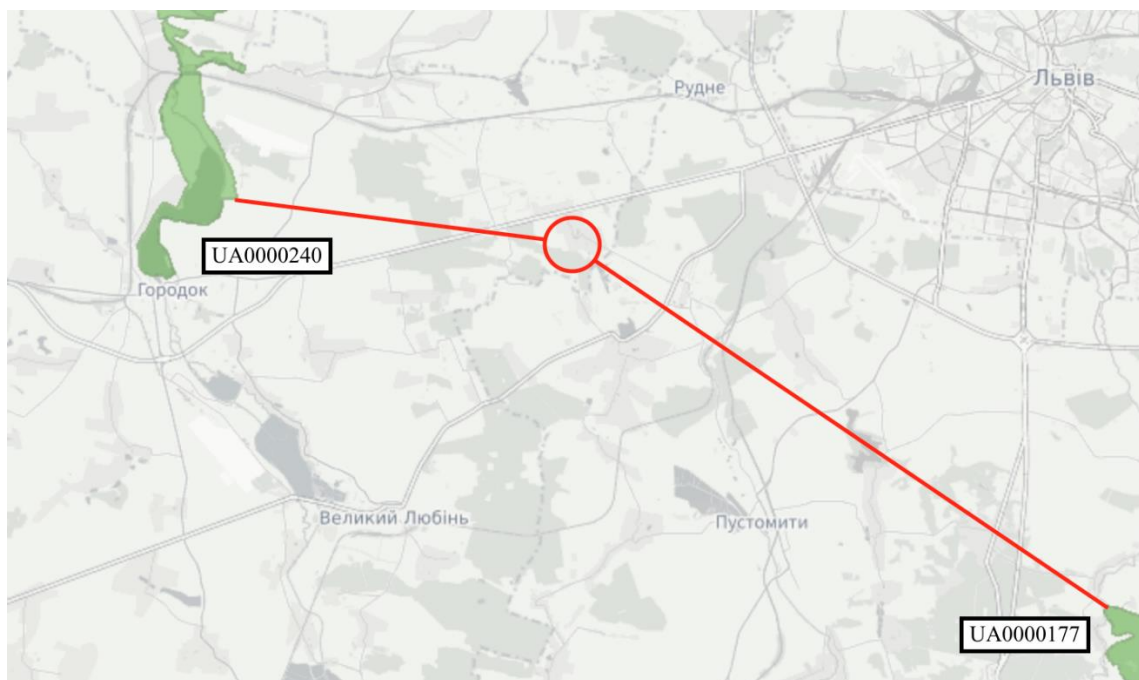 Львів
Рудне
UA0000240
Городок
Великий Любінь
Пустомити
UA0000177